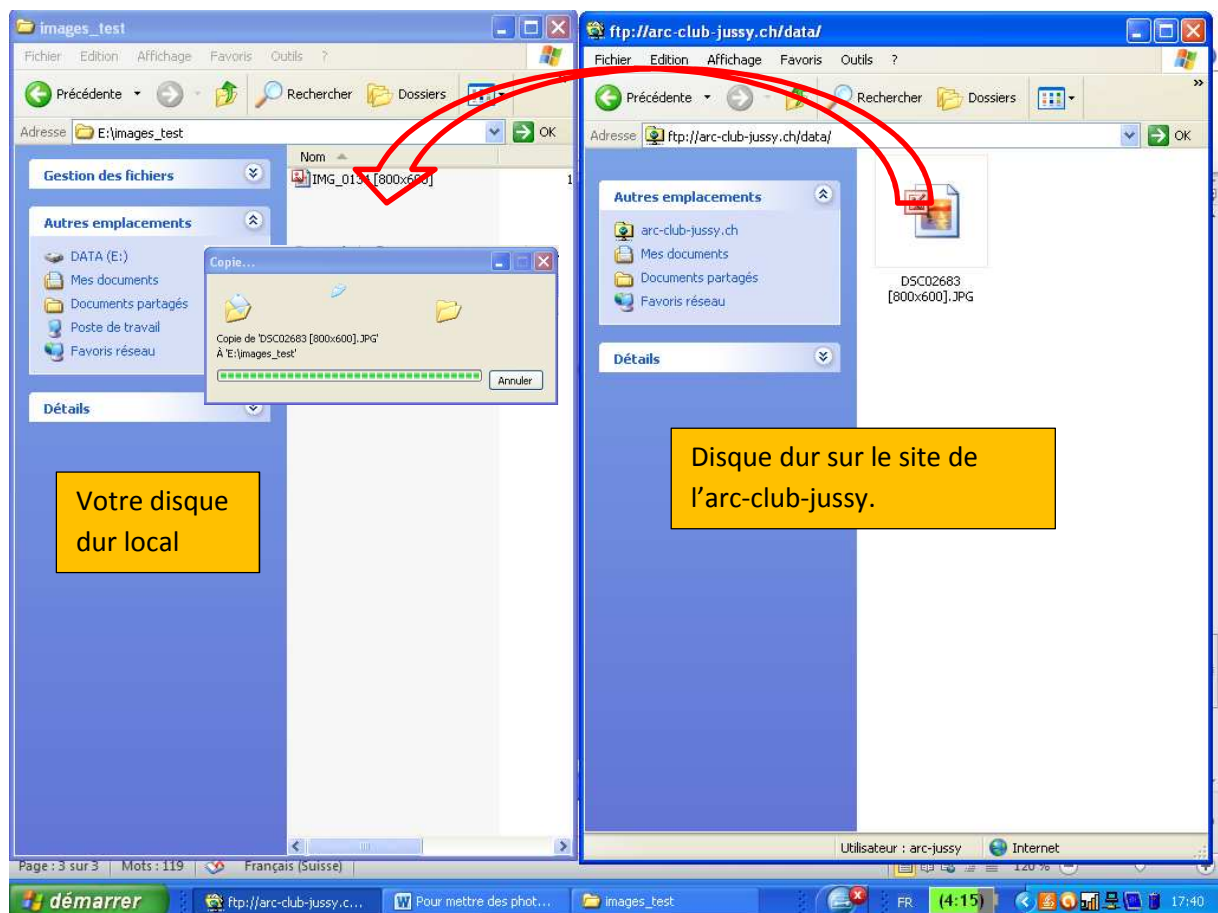 images_test
Fichier Edition Affichage Favoris Outils ?
Précédente Rechercher Dossiers
Adresse E:\images_test OK
Gestion des fichiers
Autres emplacements
DATA (E:)
Mes documents
Documents partagés
Poste de travail
Favoris réseau
Détails
Nom
IMG_0134 [800x600]
1
Copie...
Copie de 'DSC02683 [800x600].JPG'
À 'E:\images_test'
Annuler
Votre disque
dur local
ftp://arc-club-jussy.ch/data/
Fichier Edition Affichage Favoris Outils ?
Précédente Rechercher Dossiers
Adresse ftp://arc-club-jussy.ch/data/ OK
Autres emplacements
arc-club-jussy.ch
Mes documents
Documents partagés
Favoris réseau
Détails
DSC02683
[800x600].JPG
Disque dur sur le site de
l’arc-club-jussy.
Utilisateur : arc-jussy Internet
Page : 3 sur 3 Mots : 119 Français (Suisse) 120 %
démarrer ftp://arc-club-jussy.c... Pour mettre des phot... images_test FR (4:15) 17:40